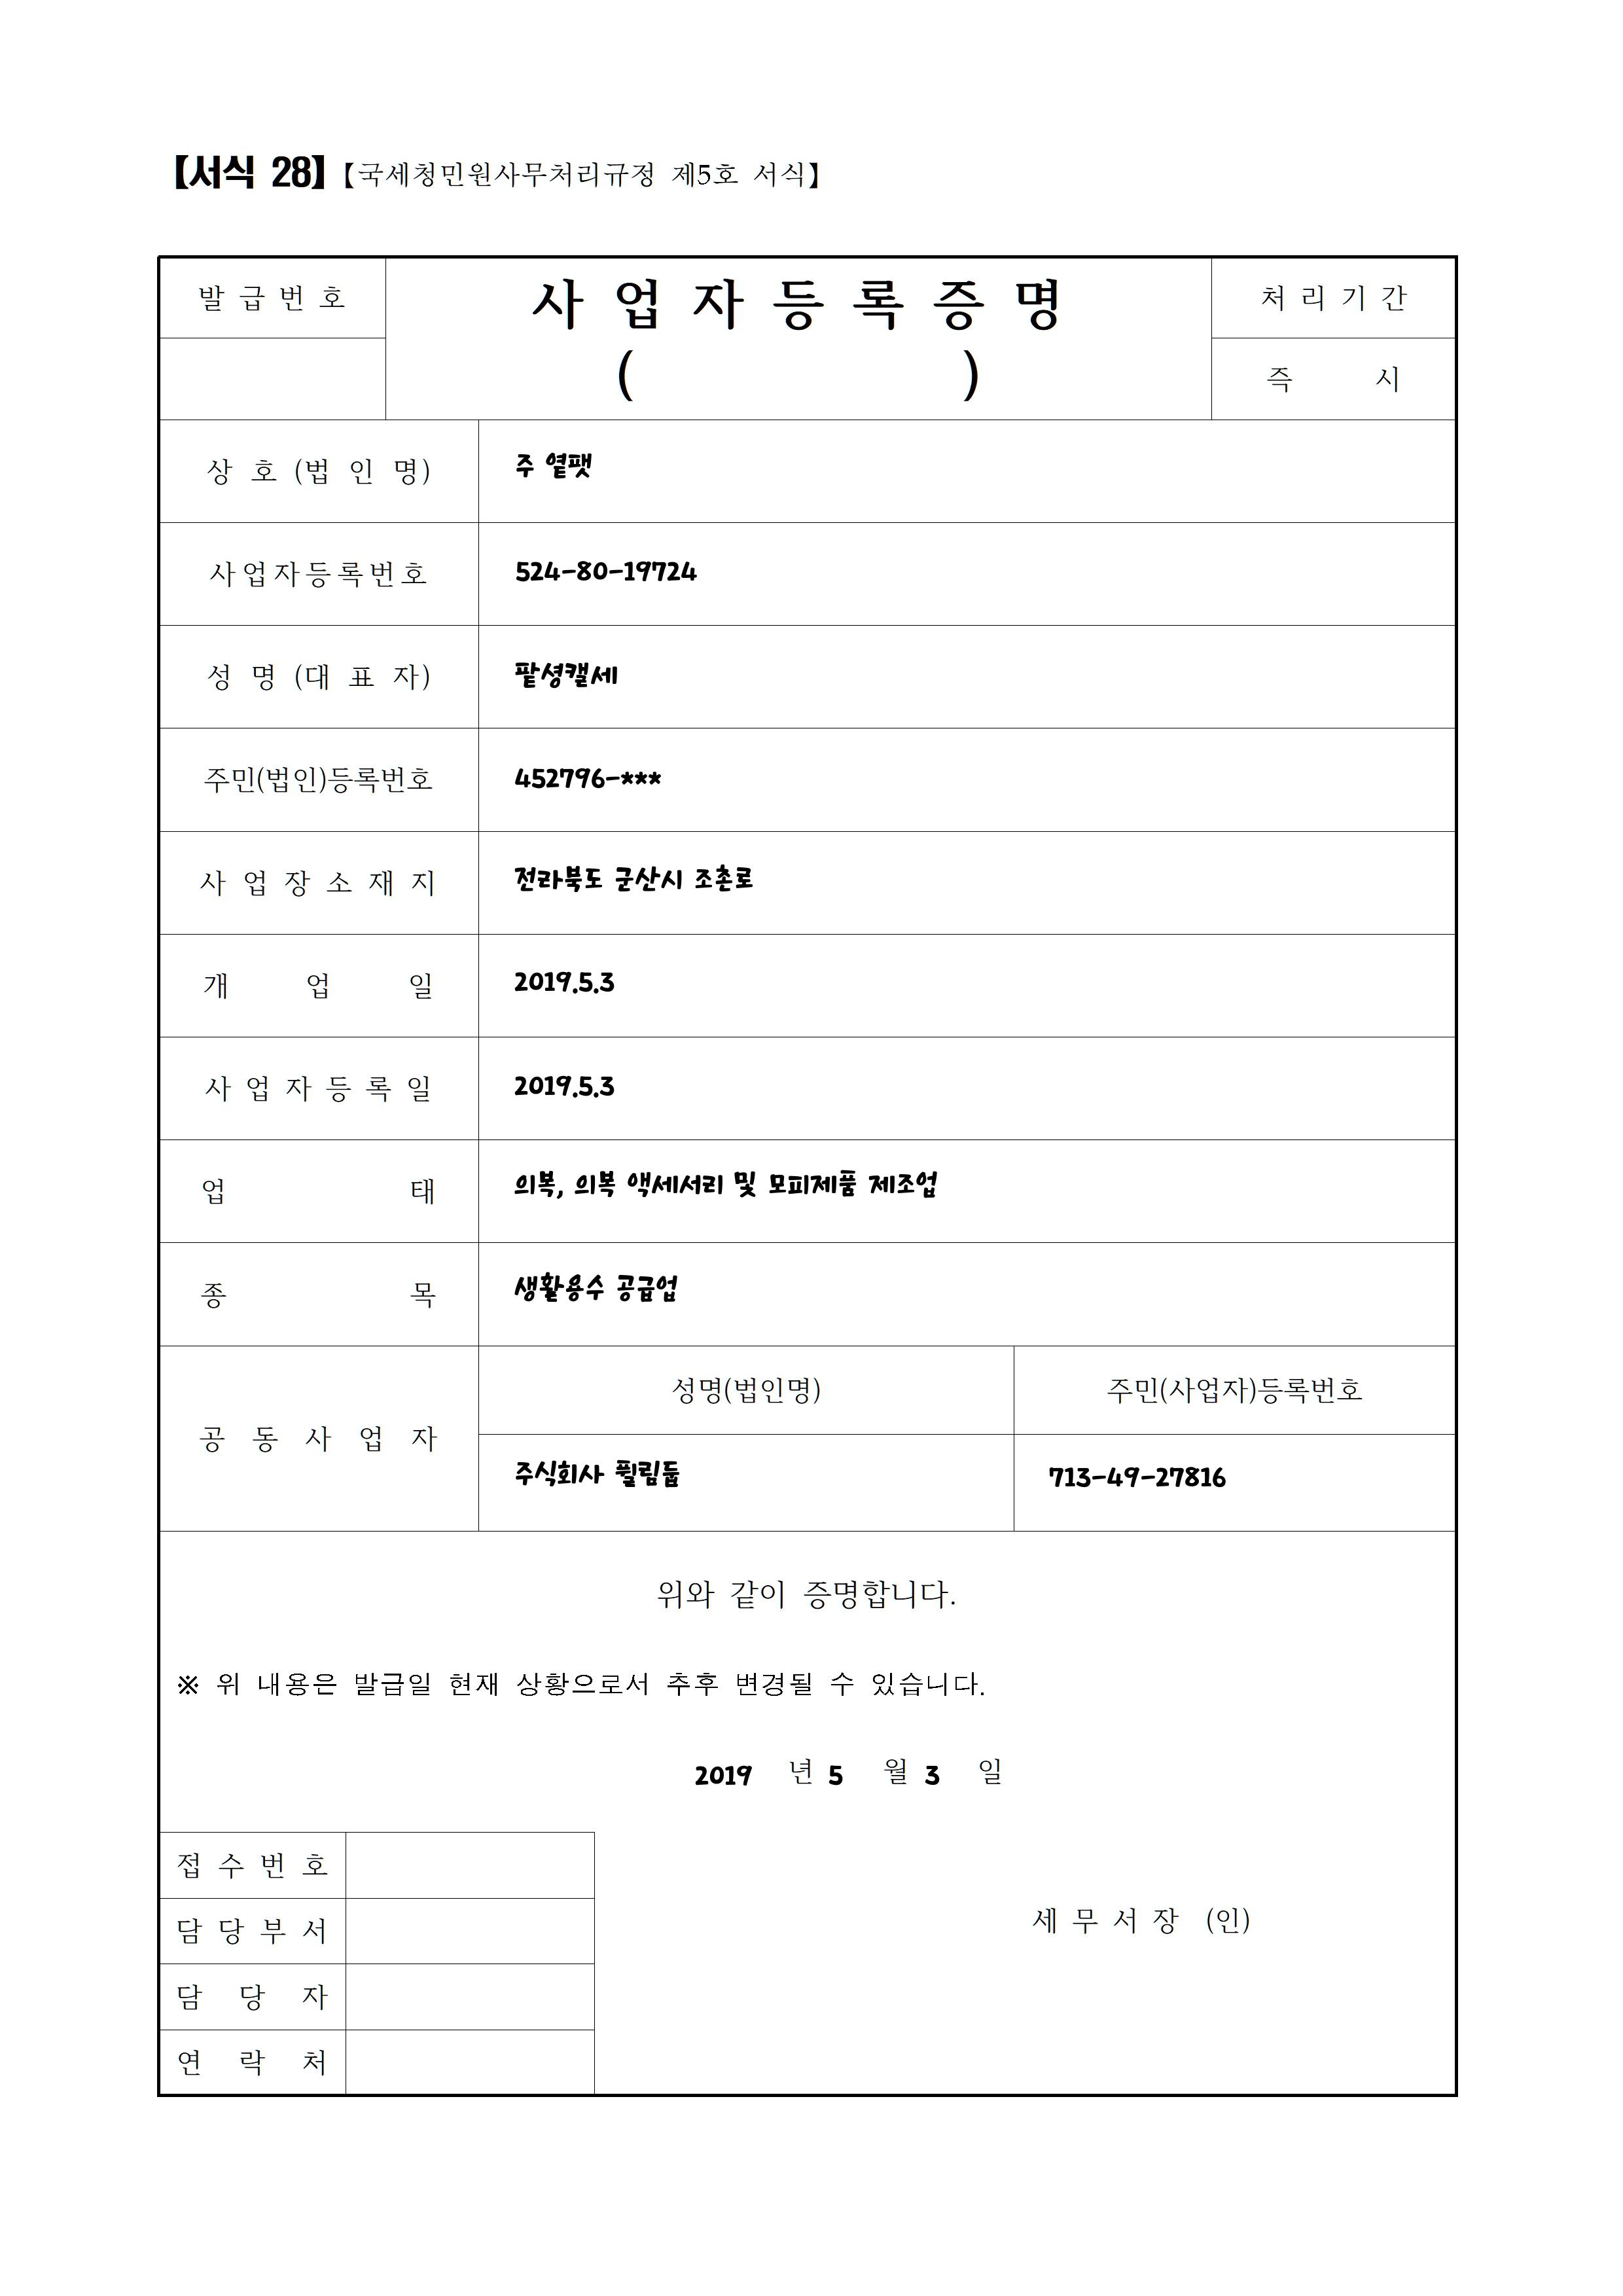 【서식 28】【국세청민원사무처리규정 제5호 서식】
발급번호
사업자등록증명
( )
처리기간
즉 시
상 호 (법 인 명) 주 옅팻
사업자등록번호 524-80-19724
성 명 (대 표 자) 팥셩캘세
주민(법인)등록번호 452796-***
사업장소재지 전라북도 군산시 조촌로
개 업 일 2019.5.3
사업자등록일 2019.5.3
업 태 의복, 의복 액세서리 및 모피제품 제조업
종 목 생활용수 공급업
공동사업자
성명(법인명) 주민(사업자)등록번호
주식회사 퓔림둡 713-49-27816
위와 같이 증명합니다.
※ 위 내용은 발급일 현재 상황으로서 추후 변경될 수 있습니다.
2019 년 5 월 3 일
접수번호
담당부서
담 당 자
연 락 처
세 무 서 장 (인)